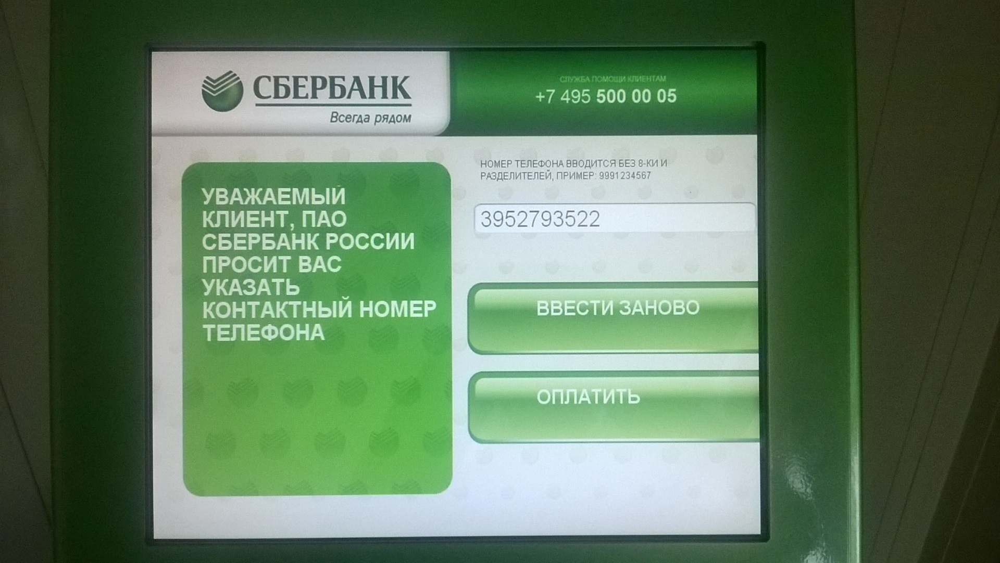 СБЕРБАНК
Всегда рядом
СЛУЖБА ПОМОЩИ КЛИЕНТАМ
+7 495 500 00 05
УВАЖАЕМЫЙ
КЛИЕНТ, ПАО
СБЕРБАНК РОССИИ
ПРОСИТ ВАС
УКАЗАТЬ
КОНТАКТНЫЙ НОМЕР
ТЕЛЕФОНА
НОМЕР ТЕЛЕФОНА ВВОДИТСЯ БЕЗ 8-КИ И
РАЗДЕЛИТЕЛЕЙ, ПРИМЕР: 9991234567
3952793522
ВВЕСТИ ЗАНОВО
ОПЛАТИТЬ